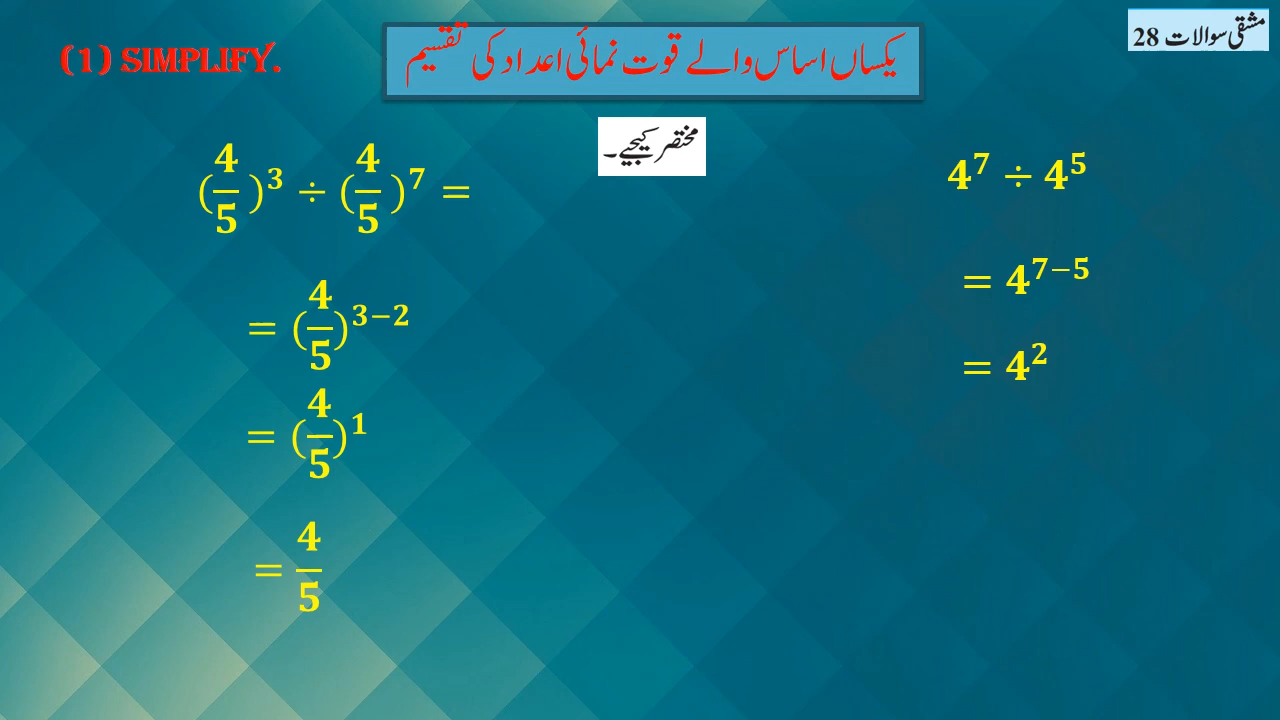 مشقی سوالات 28
(1) SIMPLIFY.
یکساں اساس والے قوت نمائی اعداد کی تقسیم
مختصر کیجیے۔
(4/5)^3 ÷ (4/5)^7 =
= (4/5)^{3−2}
= (4/5)^1
= 4/5
4^7 ÷ 4^5
= 4^{7−5}
= 4^2